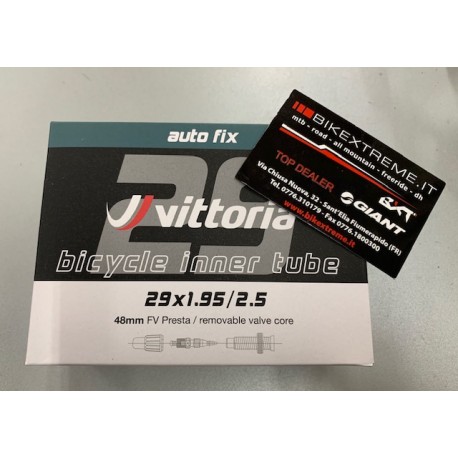 auto fix
29
vittoria
bicycle inner tube
29x1.95/2.5
48mm FV Presta / removable valve core
BIKEXTREME.IT
mtb - road - all mountain - freeride - dh
TOP DEALER
BXT
GIANT
Via Chiusa Nuova, 32 - Sant'Elia Fiumerapido (FR)
Tel. 0776.310179 - Fax 0776.1800300
www.bikextreme.it